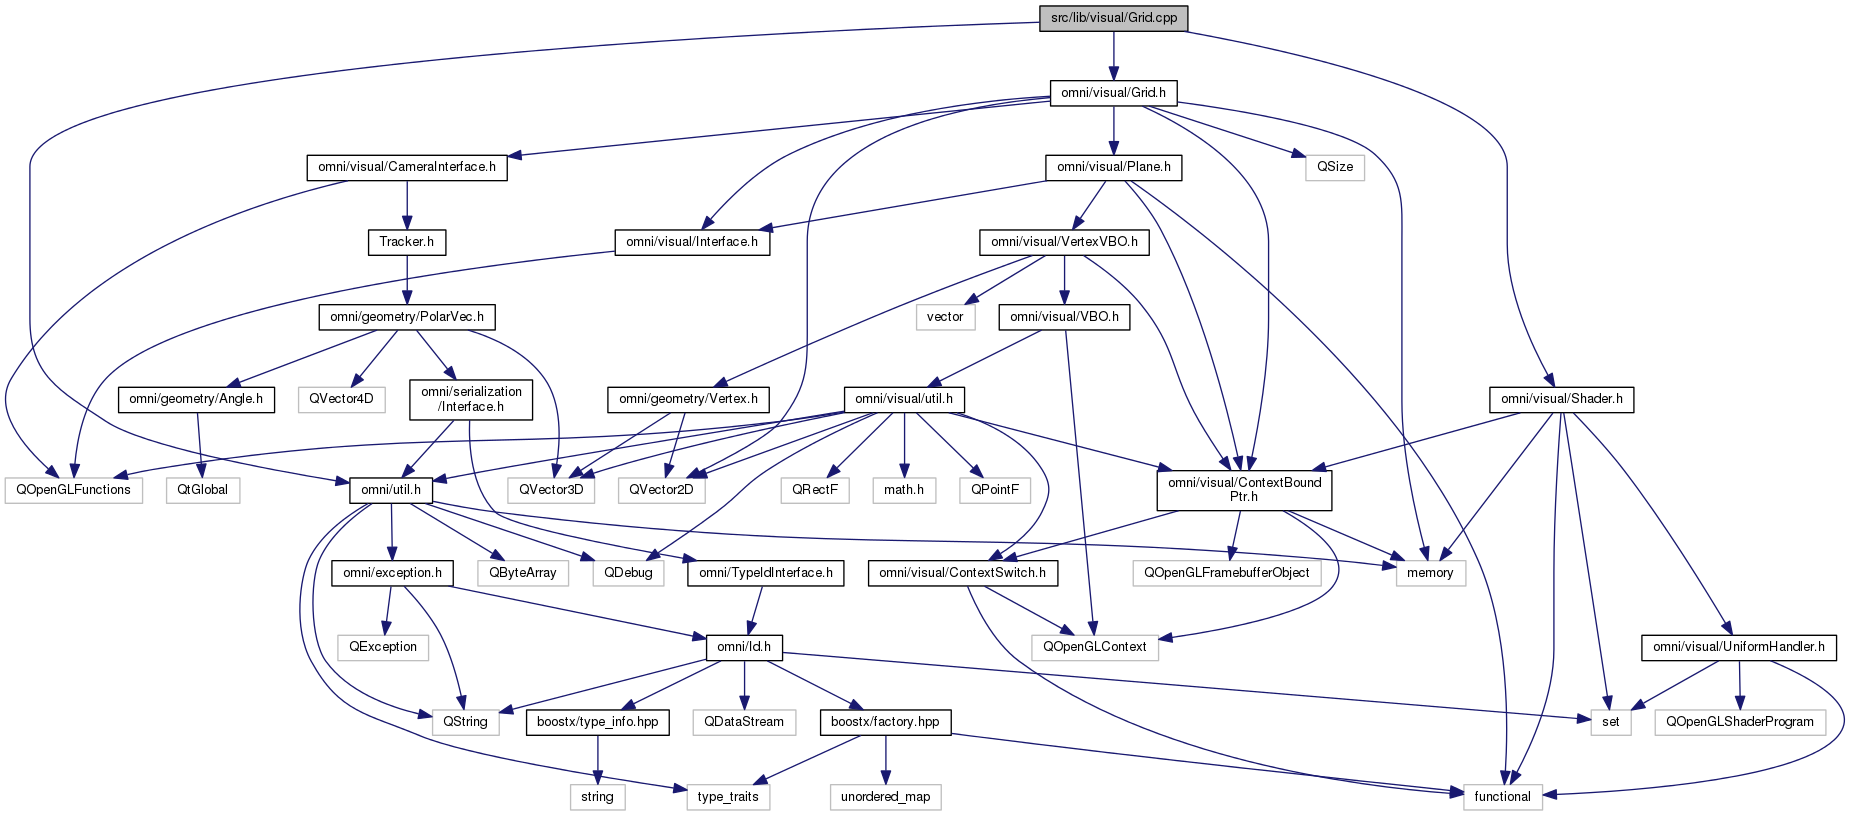 src/lib/visual/Grid.cpp
omni/visual/Grid.h
omni/visual/CameraInterface.h
omni/visual/Plane.h
QSize
Tracker.h
omni/visual/Interface.h
omni/visual/VertexVBO.h
omni/geometry/PolarVec.h
vector
omni/visual/VBO.h
omni/geometry/Angle.h
QVector4D
omni/serialization
/Interface.h
omni/geometry/Vertex.h
omni/visual/util.h
omni/visual/Shader.h
QOpenGLFunctions
QtGlobal
omni/util.h
QVector3D
QVector2D
QRectF
math.h
QPointF
omni/visual/ContextBound
Ptr.h
omni/exception.h
QByteArray
QDebug
omni/TypeIdInterface.h
omni/visual/ContextSwitch.h
QOpenGLFramebufferObject
memory
QException
omni/Id.h
QOpenGLContext
omni/visual/UniformHandler.h
QString
boostx/type_info.hpp
QDataStream
boostx/factory.hpp
set
QOpenGLShaderProgram
string
type_traits
unordered_map
functional